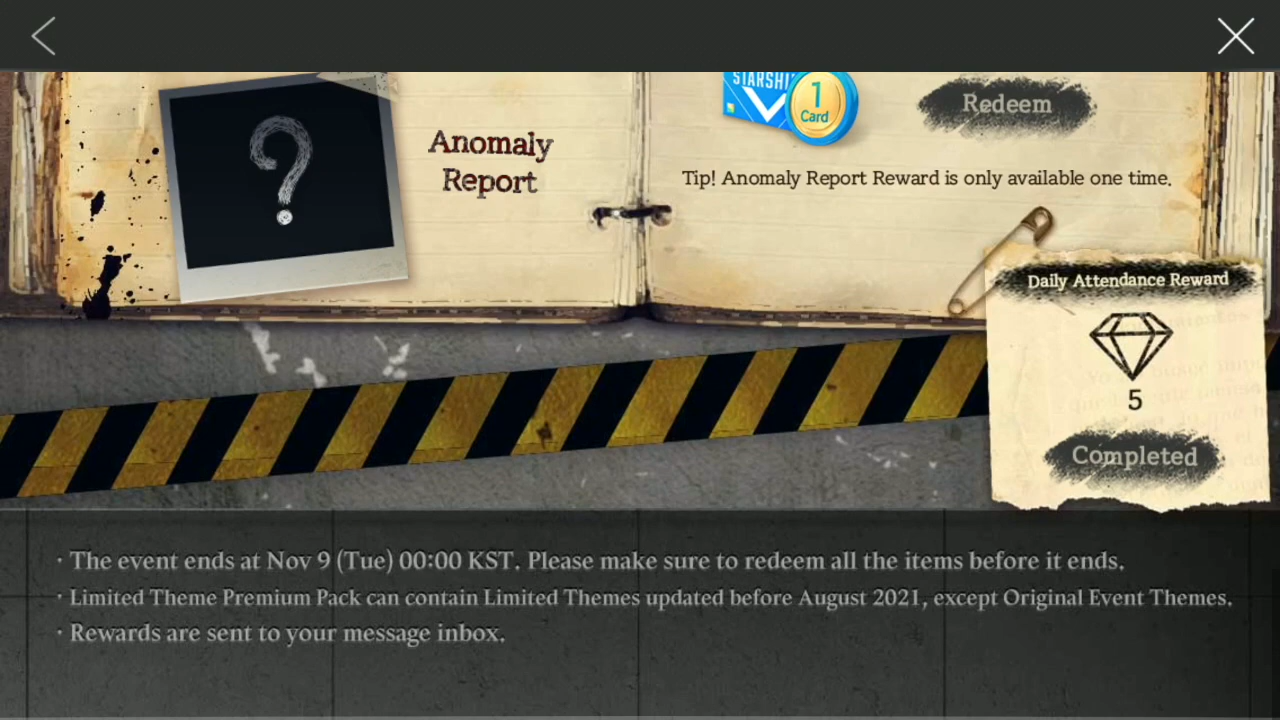 STARSHI
1
Card
Redeem
Anomaly
Report
Tip! Anomaly Report Reward is only available one time.
Daily Attendance Reward
5
Completed
· The event ends at Nov 9 (Tue) 00:00 KST. Please make sure to redeem all the items before it ends.
· Limited Theme Premium Pack can contain Limited Themes updated before August 2021, except Original Event Themes.
· Rewards are sent to your message inbox.